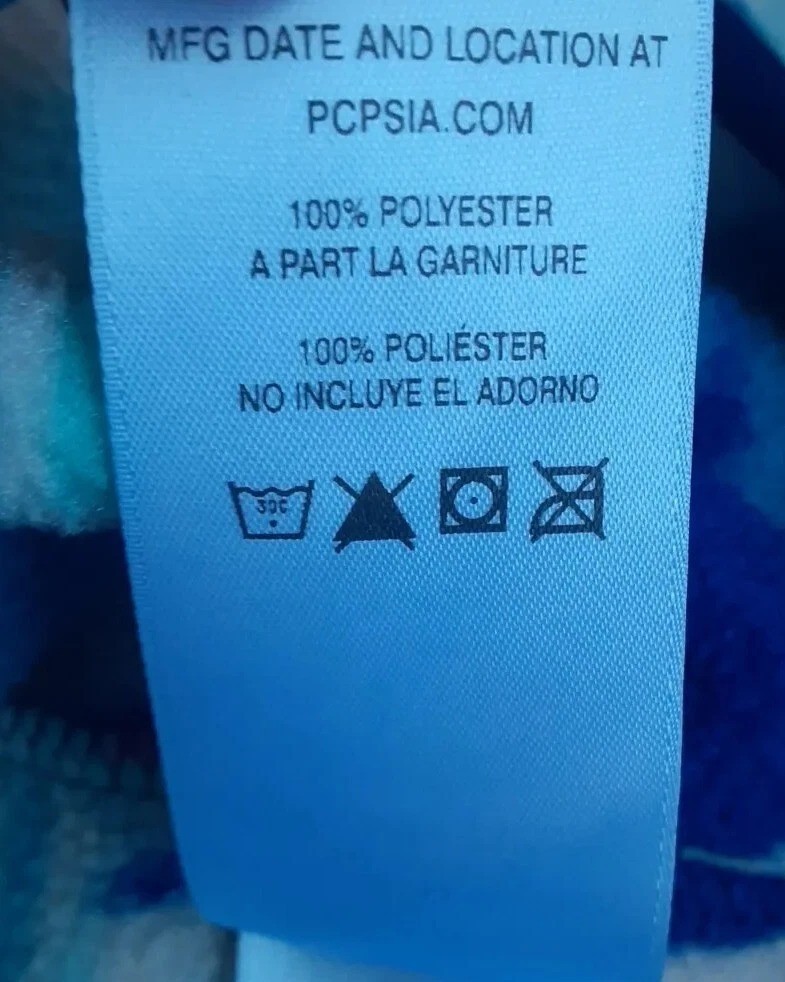 MFG DATE AND LOCATION AT
PCPSIA.COM
100% POLYESTER
A PART LA GARNITURE
100% POLIÉSTER
NO INCLUYE EL ADORNO
30C